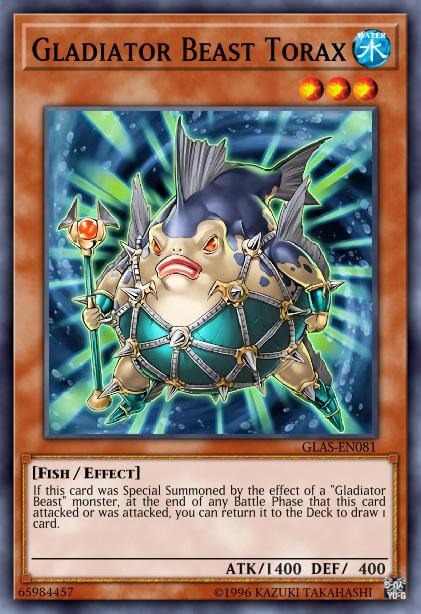 GLADIATOR BEAST TORAX
WATER
水
GLAS-EN081
[FISH / EFFECT]
If this card was Special Summoned by the effect of a "Gladiator
Beast" monster, at the end of any Battle Phase that this card
attacked or was attacked, you can return it to the Deck to draw 1
card.
ATK/1400 DEF/ 400
65984457
©1996 KAZUKI TAKAHASHI